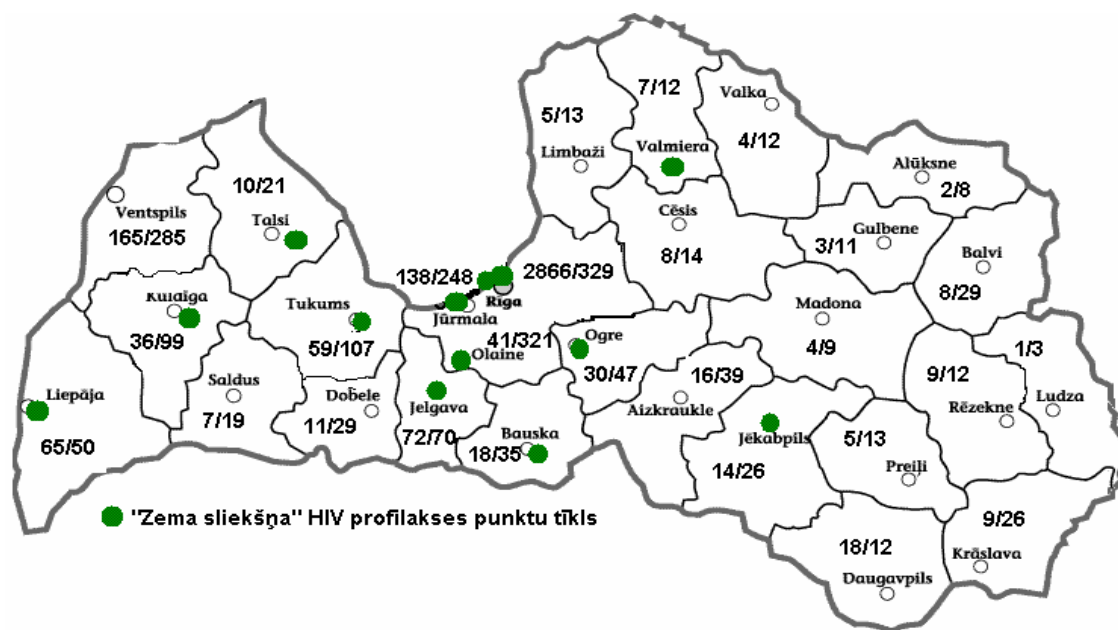 7/12
Valka
5/13
4/12
Limbaži
Valmiera
Alūksne
2/8
10/21
Ventspils
Talsi
Cēsis
Gulbene
165/285
3/11
Balvi
8/14
138/248
2866/329
8/29
Kuldīga
Tukums
Rīga
Madona
Jūrmala
36/99
59/107
41/321
Ogre
4/9
1/3
Olaine
30/47
16/39
9/12
Saldus
Liepāja
Dobele
Jelgava
Aizkraukle
Ludza
Rēzekne
7/19
11/29
72/70
Bauska
Jēkabpils
5/13
65/50
18/35
14/26
Preiļi
"Zema sliekšņa" HIV profilakses punktu tīkls
9/26
18/12
Krāslava
Daugavpils